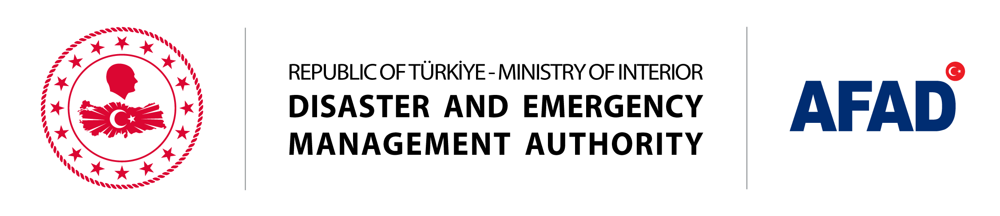 REPUBLIC OF TÜRKİYE - MINISTRY OF INTERIOR
DISASTER AND EMERGENCY
MANAGEMENT AUTHORITY
AFAD